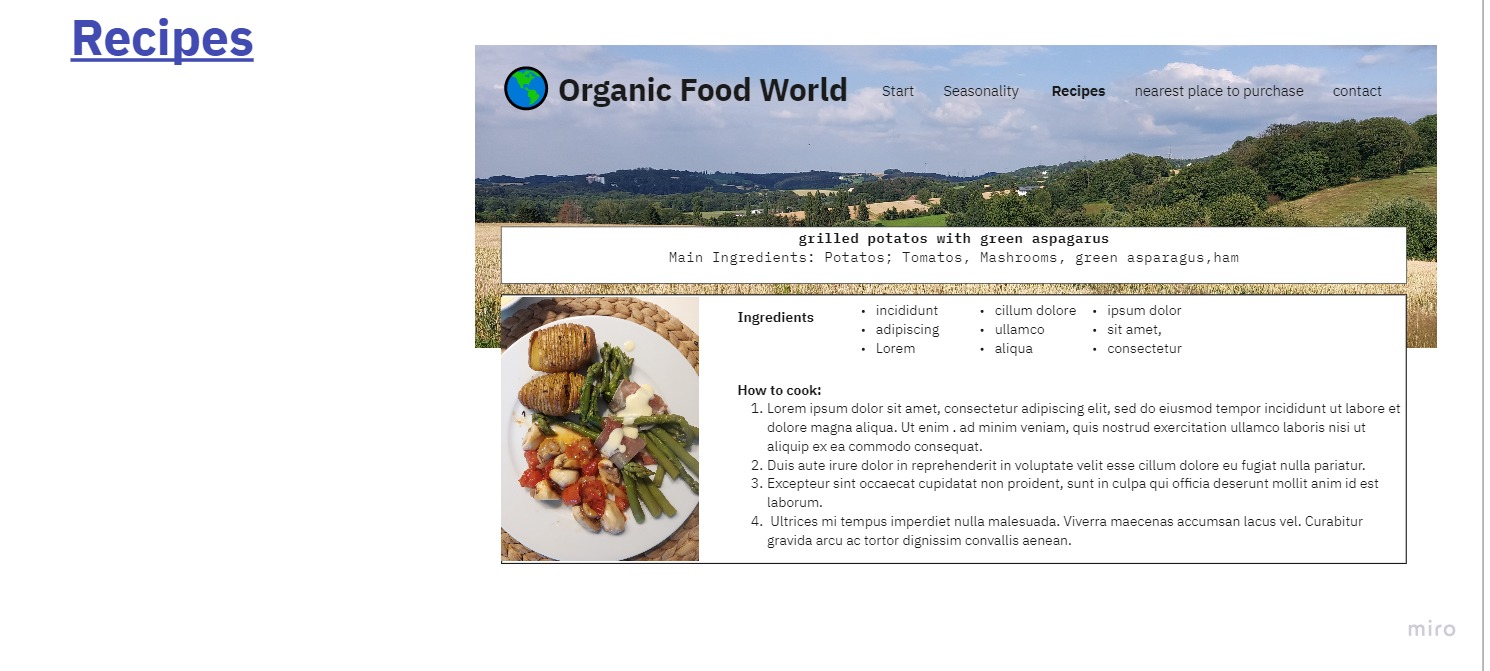 Recipes
Organic Food World
Start Seasonality Recipes nearest place to purchase contact
grilled potatos with green aspagarus
Main Ingredients: Potatos; Tomatos, Mashrooms, green asparagus,ham
Ingredients
• incididunt • cillum dolore • ipsum dolor
• adipiscing • ullamco • sit amet,
• Lorem • aliqua • consectetur
How to cook:
1. Lorem ipsum dolor sit amet, consectetur adipiscing elit, sed do eiusmod tempor incididunt ut labore et
dolore magna aliqua. Ut enim . ad minim veniam, quis nostrud exercitation ullamco laboris nisi ut
aliquip ex ea commodo consequat.
2. Duis aute irure dolor in reprehenderit in voluptate velit esse cillum dolore eu fugiat nulla pariatur.
3. Excepteur sint occaecat cupidatat non proident, sunt in culpa qui officia deserunt mollit anim id est
laborum.
4. Ultrices mi tempus imperdiet nulla malesuada. Viverra maecenas accumsan lacus vel. Curabitur
gravida arcu ac tortor dignissim convallis aenean.
miro